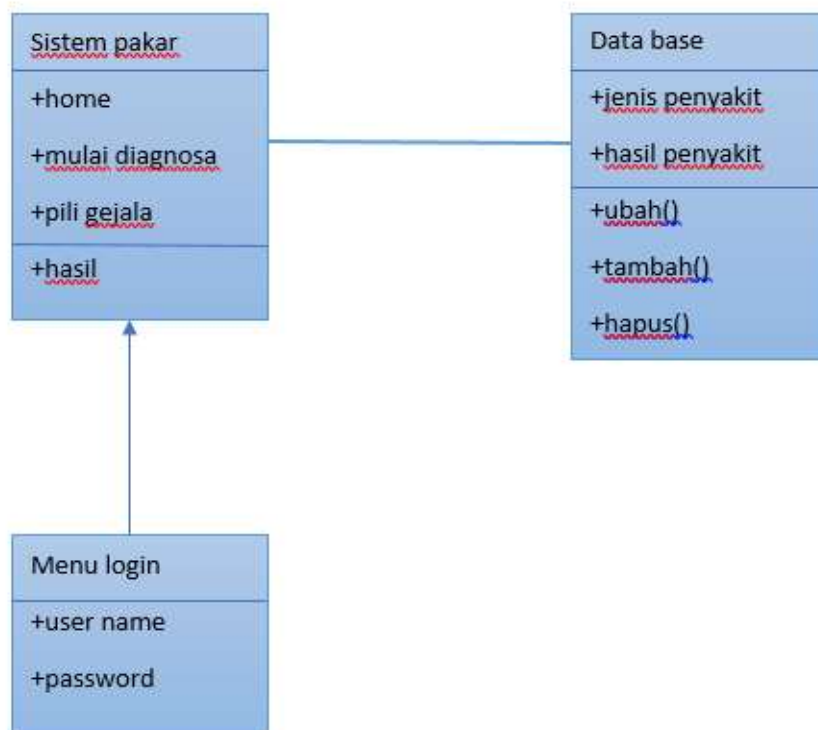 Sistem pakar
+home
+mulai diagnosa
+pili gejala
+hasil
Data base
+jenis penyakit
+hasil penyakit
+ubah()
+tambah()
+hapus()
Menu login
+user name
+password